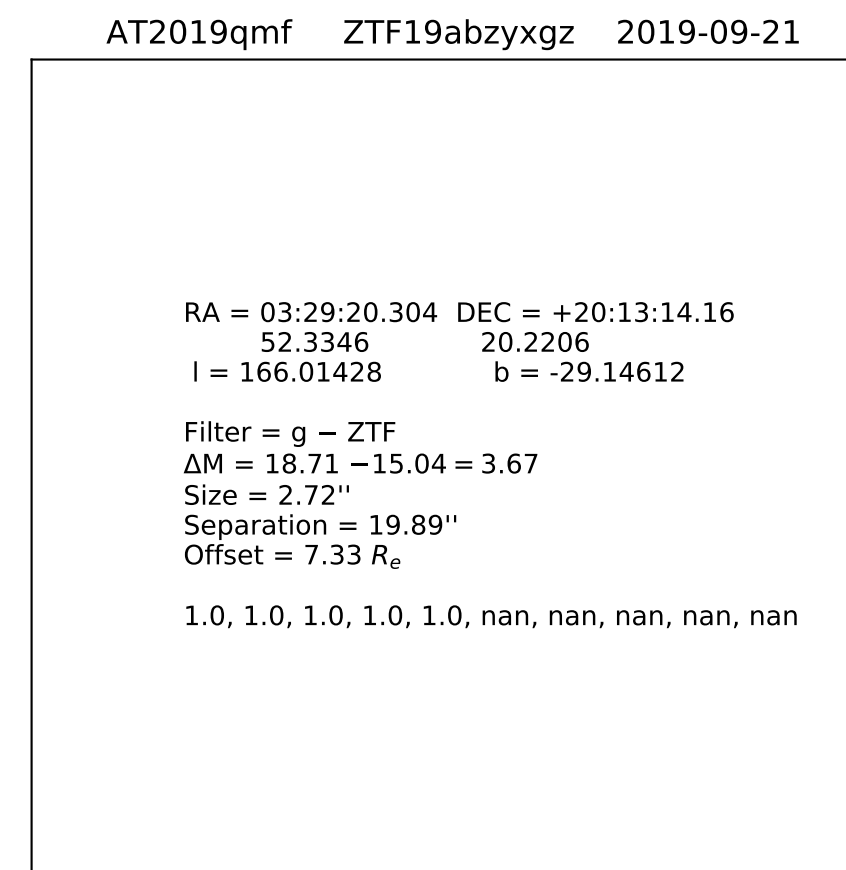 AT2019qmf ZTF19abzyxgz 2019-09-21
RA = 03:29:20.304 DEC = +20:13:14.16
52.3346 20.2206
l = 166.01428 b = -29.14612
Filter = g − ZTF
ΔM = 18.71 −15.04 = 3.67
Size = 2.72''
Separation = 19.89''
Offset = 7.33 Rₑ
1.0, 1.0, 1.0, 1.0, 1.0, nan, nan, nan, nan, nan